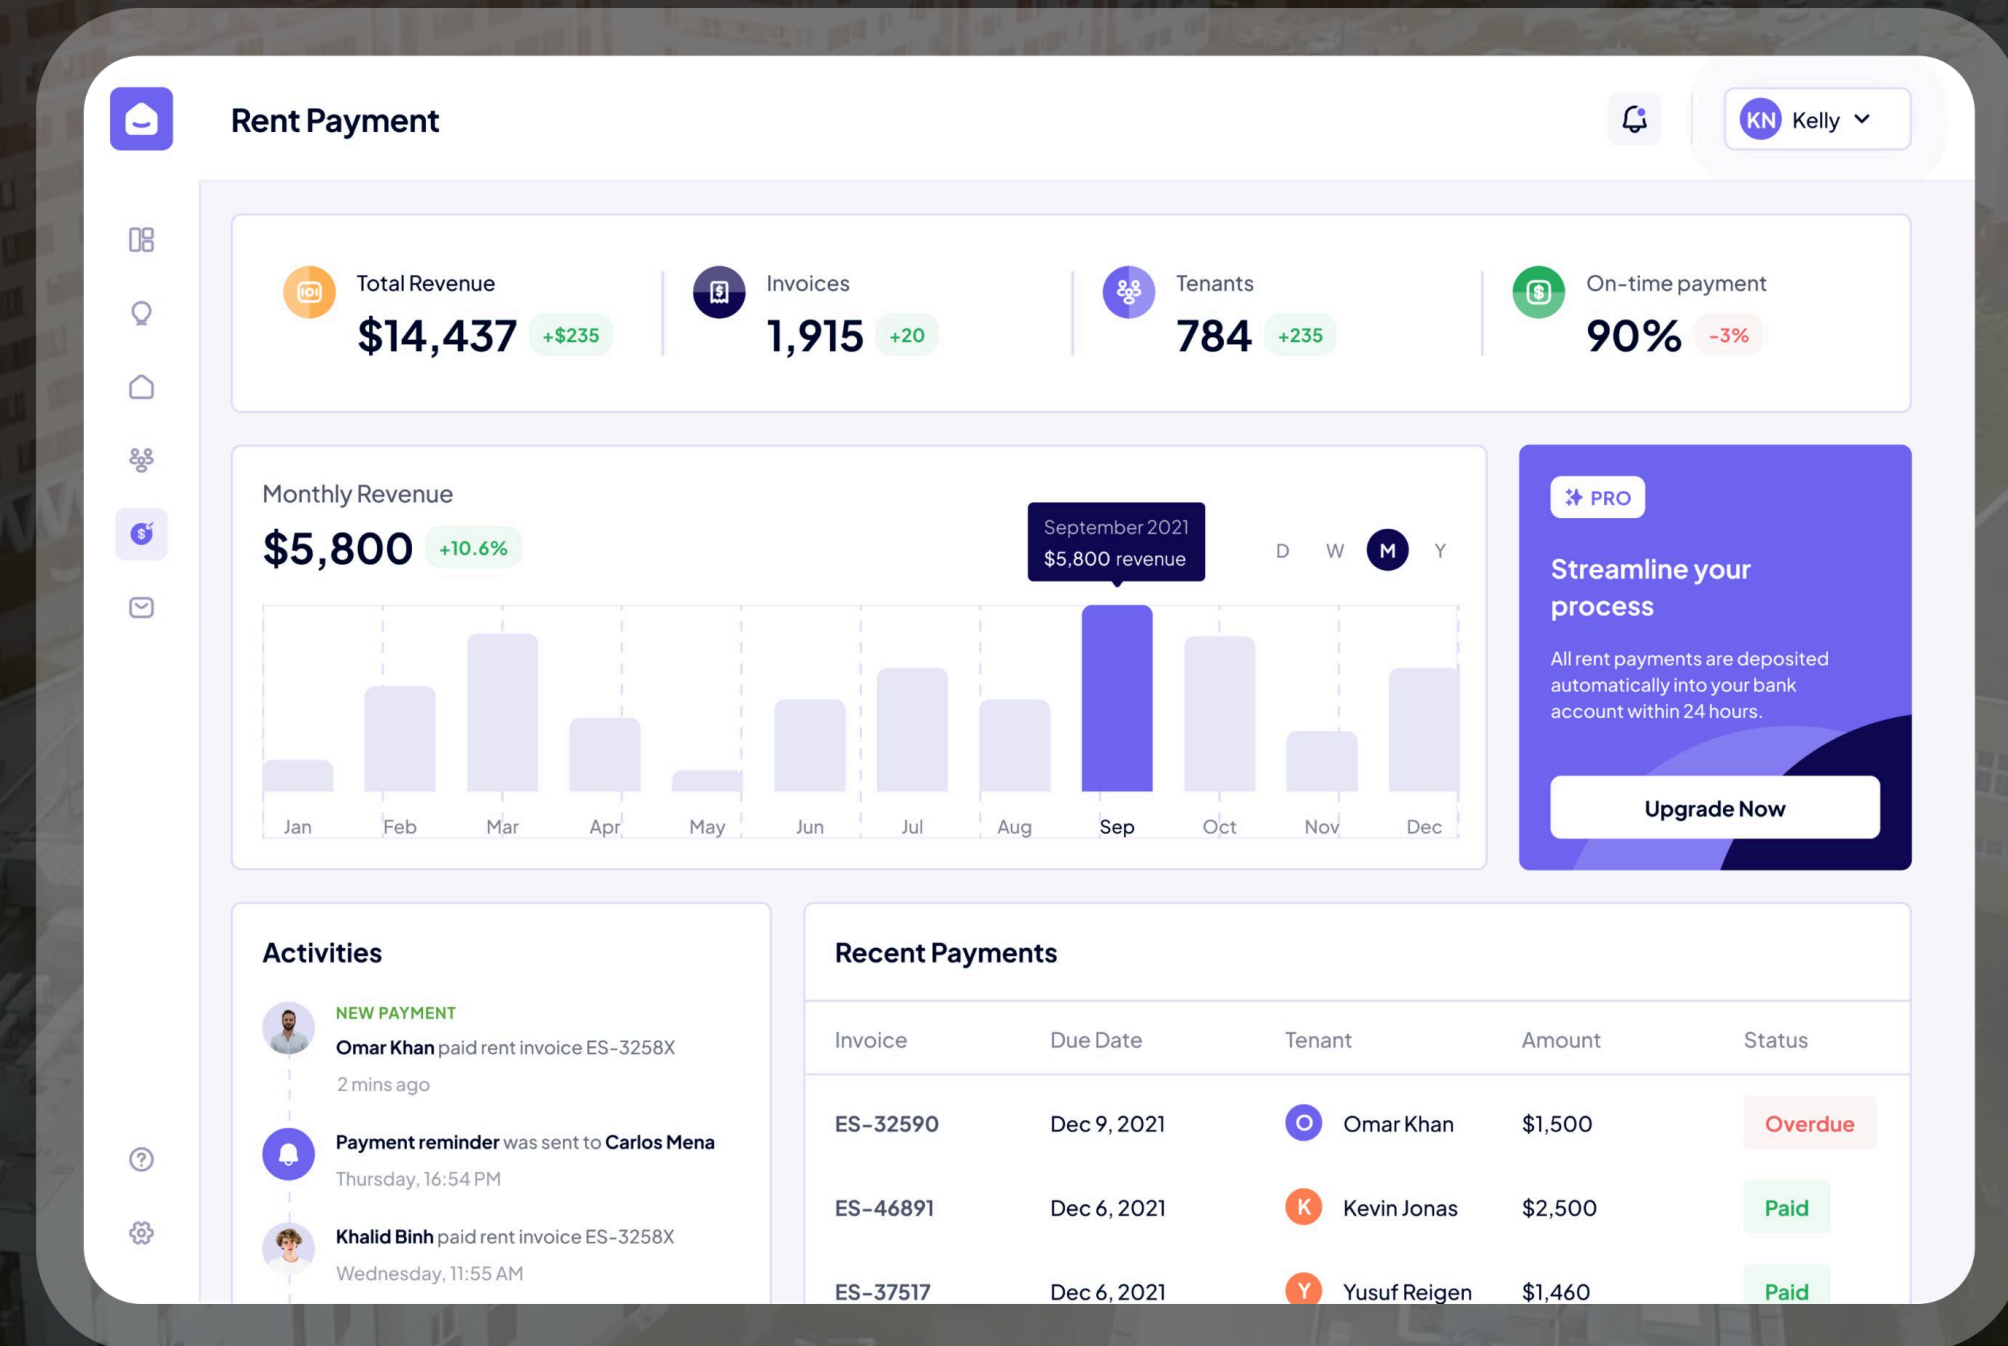 Rent Payment
KN Kelly
Total Revenue
$14,437 +$235
Invoices
1,915 +20
Tenants
784 +235
On-time payment
90% -3%
Monthly Revenue
$5,800 +10.6%
September 2021
$5,800 revenue
D W M Y
Jan Feb Mar Apr May Jun Jul Aug Sep Oct Nov Dec
PRO
Streamline your
process
All rent payments are deposited
automatically into your bank
account within 24 hours.
Upgrade Now
Activities
NEW PAYMENT
Omar Khan paid rent invoice ES-3258X
2 mins ago
Payment reminder was sent to Carlos Mena
Thursday, 16:54 PM
Khalid Binh paid rent invoice ES-3258X
Wednesday, 11:55 AM
Recent Payments
Invoice Due Date Tenant Amount Status
ES-32590 Dec 9, 2021 O Omar Khan $1,500 Overdue
ES-46891 Dec 6, 2021 K Kevin Jonas $2,500 Paid
ES-37517 Dec 6, 2021 Y Yusuf Reigen $1,460 Paid